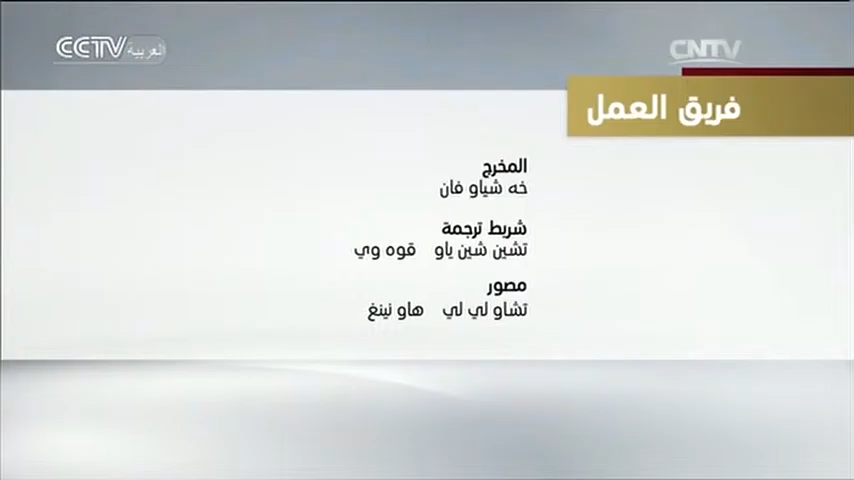 CCTV العربية
CNTV
فريق العمل
المخرج
خه شياو فان
شربط ترجمة
تشين شين ياو قوه وي
مصور
تشاو لي لي هاو نينغ